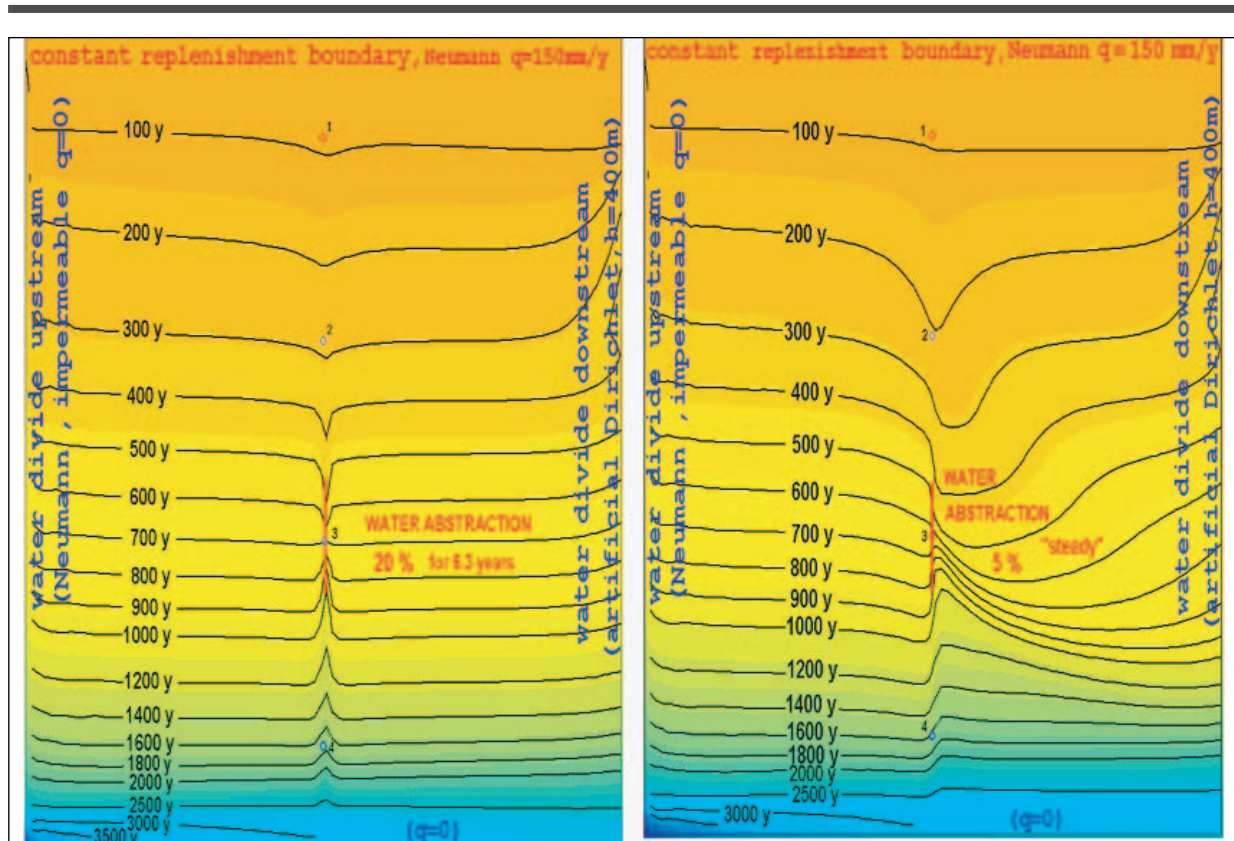 constant replenishment boundary, Neumann q=150mm/y
water divide upstream
(Neumann, impermeable q=0)
100 y
200 y
300 y
400 y
500 y
600 y
700 y
800 y
900 y
1000 y
1200 y
1400 y
1600 y
1800 y
2000 y
2500 y
3000 y
3500 y
1
2
3
4
WATER ABSTRACTION
20 % for 6.3 years
water divide downstream
(artificial Dirichlet, h=400m)
(q=0)
constant replenishment boundary, Neumann q=150 mm/y
water divide upstream
(Neumann, impermeable q=0)
100 y
200 y
300 y
400 y
500 y
600 y
700 y
800 y
900 y
1000 y
1200 y
1400 y
1600 y
1800 y
2000 y
2500 y
3000 y
1
2
3
4
WATER
ABSTRACTION
5 % "steady"
water divide downstream
(artificial Dirichlet, h=400m)
(q=0)